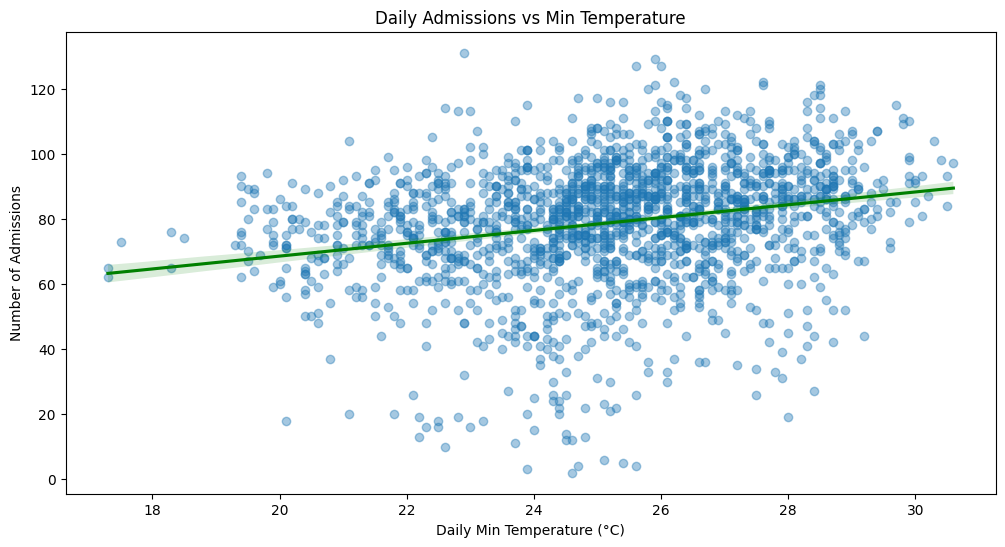 Daily Admissions vs Min Temperature
Number of Admissions
120
100
80
60
40
20
0
18 20 22 24 26 28 30
Daily Min Temperature (°C)